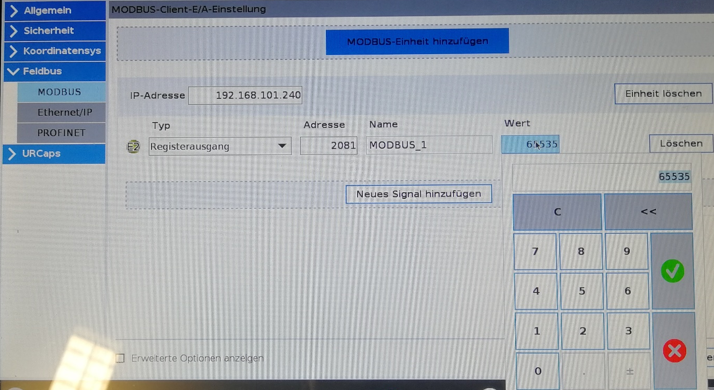 Allgemein
Sicherheit
Koordinatensys
Feldbus
MODBUS
Ethernet/IP
PROFINET
URCaps
MODBUS-Client-E/A-Einstellung
MODBUS-Einheit hinzufügen
IP-Adresse 192.168.101.240 Einheit löschen
Typ Adresse Name Wert
Registerausgang 2081 MODBUS_1 65535 Löschen
Neues Signal hinzufügen
65535
C <<
7 8 9
4 5 6
1 2 3
0 . ±
Erweiterte Optionen anzeigen